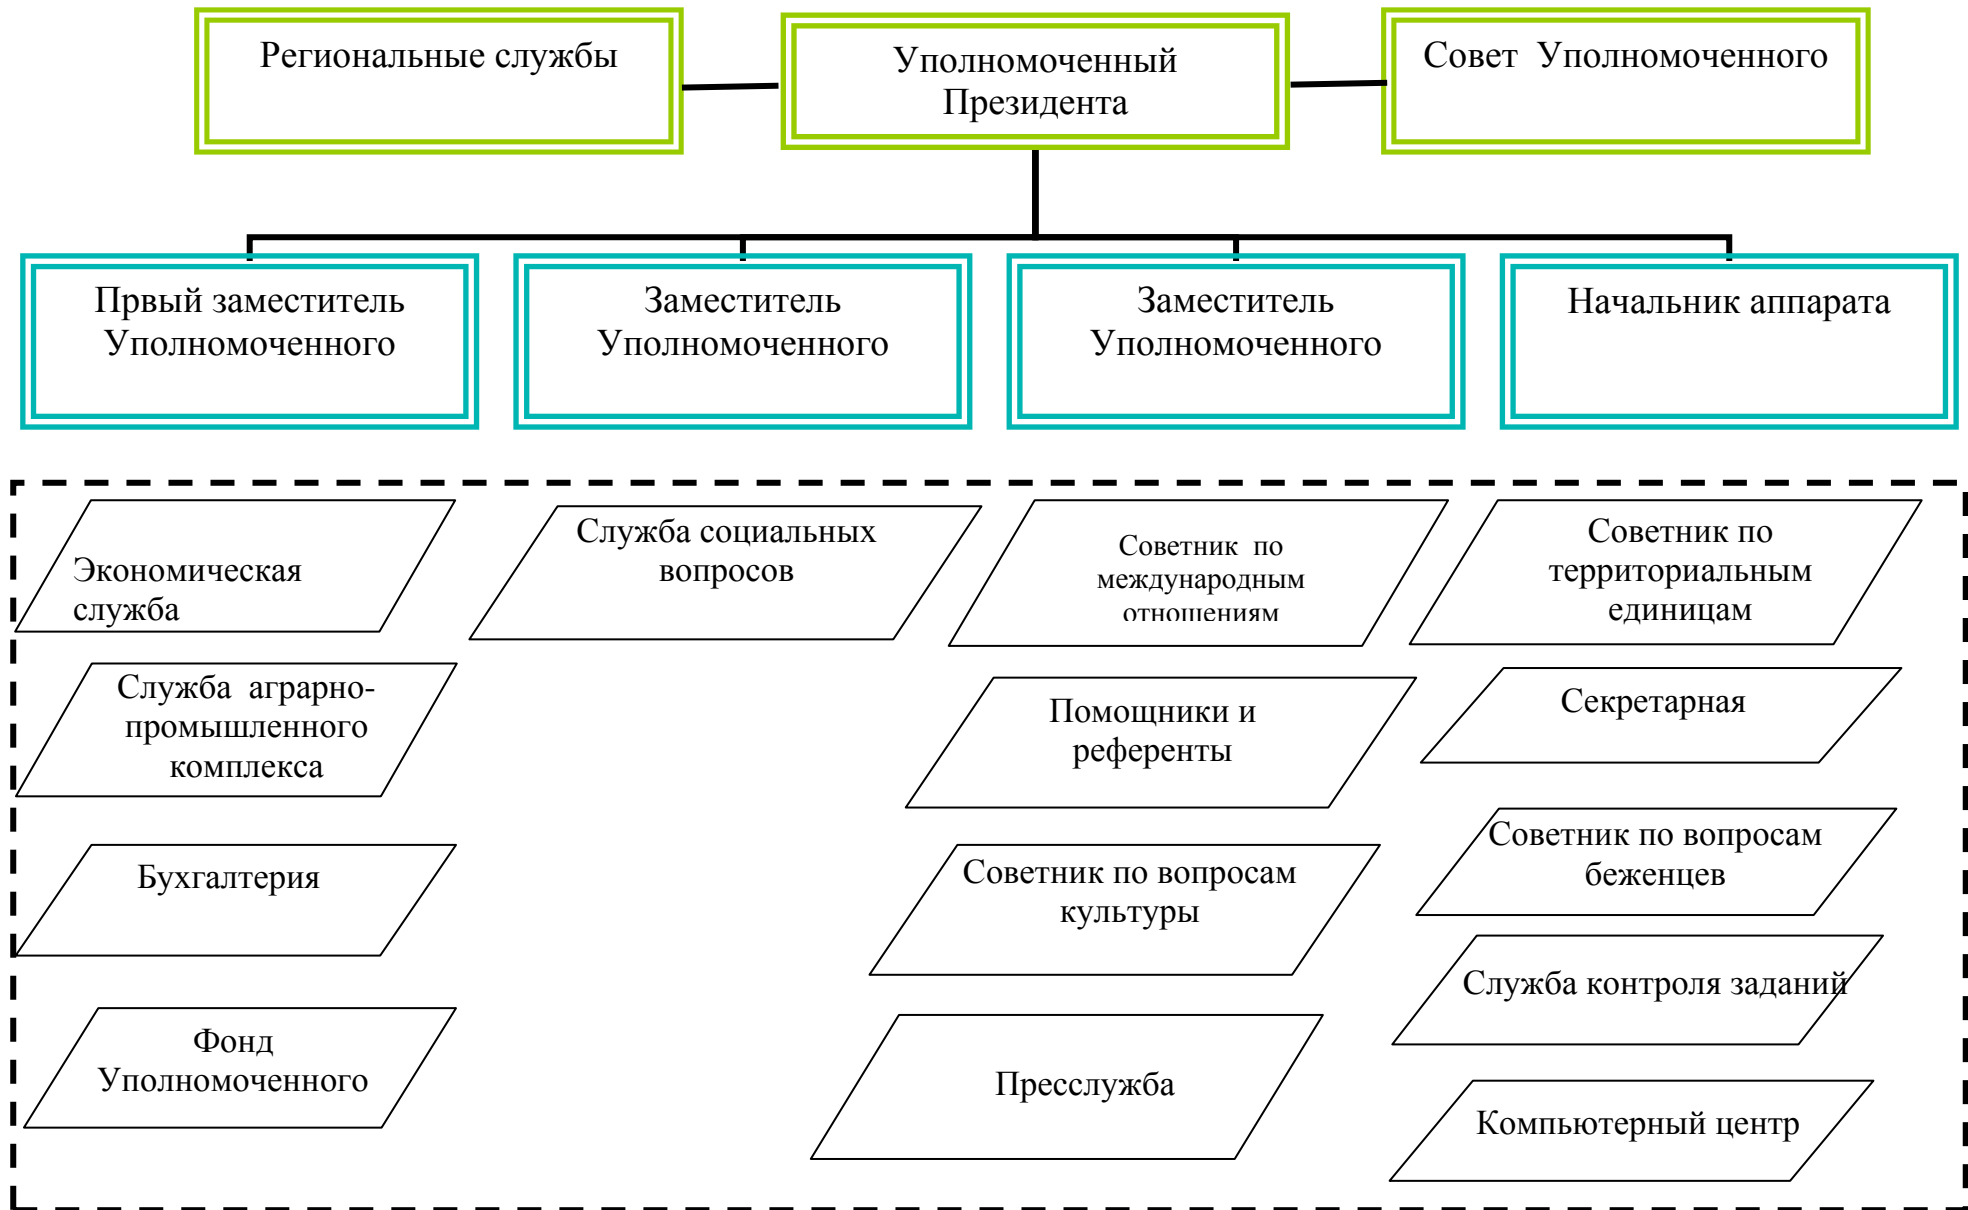 Региональные службы
Уполномоченный
Президента
Совет Уполномоченного
Првый заместитель
Уполномоченного
Заместитель
Уполномоченного
Заместитель
Уполномоченного
Начальник аппарата
Экономическая
служба
Служба социальных
вопросов
Советник по
международным
отношениям
Советник по
территориальным
единицам
Служба аграрно-
промышленного
комплекса
Помощники и
референты
Секретарная
Бухгалтерия
Советник по вопросам
культуры
Советник по вопросам
беженцев
Служба контроля заданий
Фонд
Уполномоченного
Пресслужба
Компьютерный центр